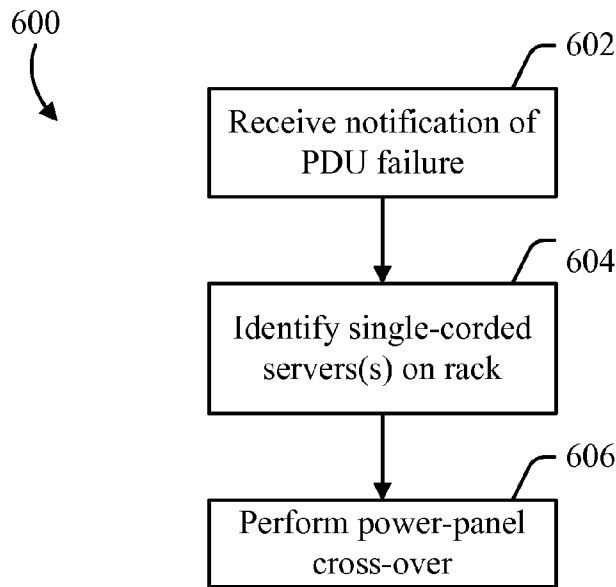 600
602
Receive notification of
PDU failure
604
Identify single-corded
servers(s) on rack
606
Perform power-panel
cross-over